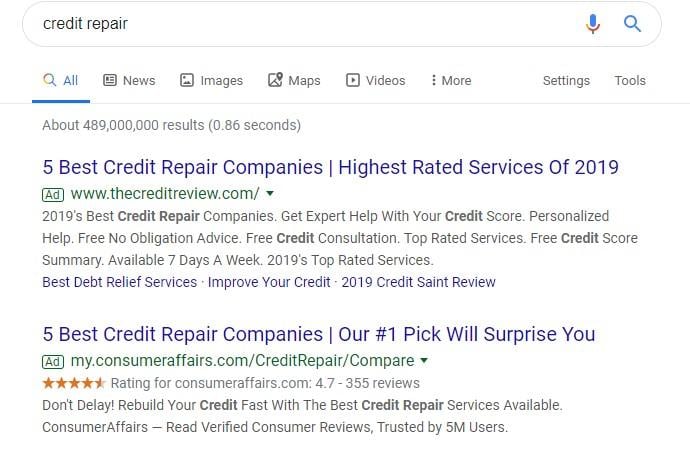 credit repair
All News Images Maps Videos More Settings Tools
About 489,000,000 results (0.86 seconds)
5 Best Credit Repair Companies | Highest Rated Services Of 2019
Ad www.thecreditreview.com/
2019's Best Credit Repair Companies. Get Expert Help With Your Credit Score. Personalized
Help. Free No Obligation Advice. Free Credit Consultation. Top Rated Services. Free Credit Score
Summary. Available 7 Days A Week. 2019's Top Rated Services.
Best Debt Relief Services · Improve Your Credit · 2019 Credit Saint Review
5 Best Credit Repair Companies | Our #1 Pick Will Surprise You
Ad my.consumeraffairs.com/CreditRepair/Compare
Rating for consumeraffairs.com: 4.7 - 355 reviews
Don't Delay! Rebuild Your Credit Fast With The Best Credit Repair Services Available.
ConsumerAffairs — Read Verified Consumer Reviews, Trusted by 5M Users.